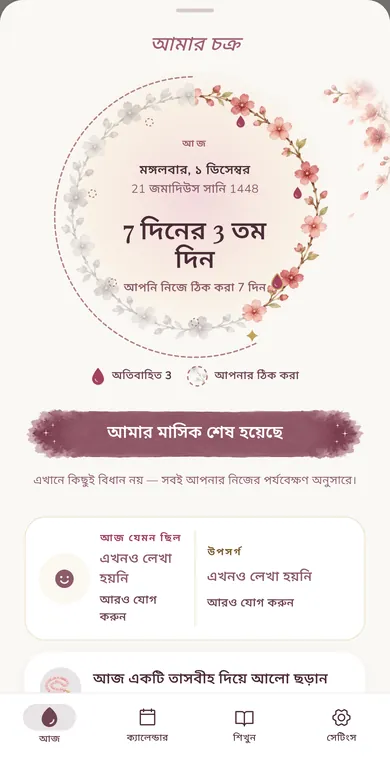 আমার চক্র
আজ
মঙ্গলবার, ১ ডিসেম্বর
21 জমাদিউস সানি 1448
7 দিনের 3 তম
দিন
আপনি নিজে ঠিক করা 7 দিন
অতিবাহিত 3
আপনার ঠিক করা
আমার মাসিক শেষ হয়েছে
এখানে কিছুই বিধান নয় — সবই আপনার নিজের পর্যবেক্ষণ অনুসারে।
আজ যেমন ছিল
এখনও লেখা
হয়নি
আরও যোগ
করুন
উপসর্গ
এখনও লেখা হয়নি
আরও যোগ করুন
আজ একটি তাসবীহ দিয়ে আলো ছড়ান
আজ
ক্যালেন্ডার
শিখুন
সেটিংস